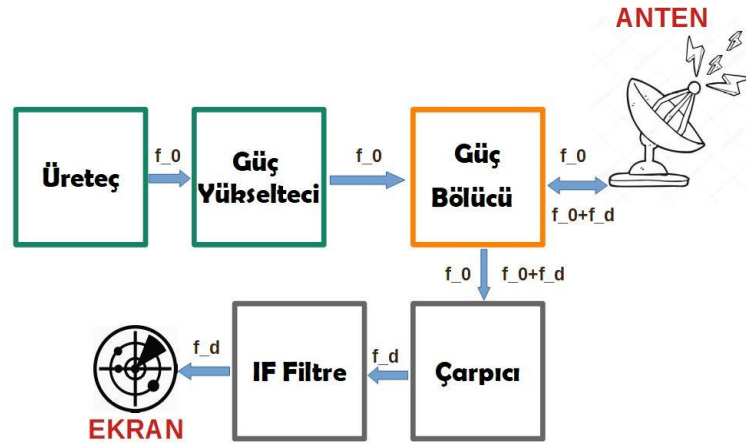 ANTEN
Üreteç
f_0
Güç
Yükselteci
f_0
Güç
Bölücü
f_0
f_0+f_d
f_0
f_0+f_d
EKRAN
f_d
IF Filtre
f_d
Çarpıcı